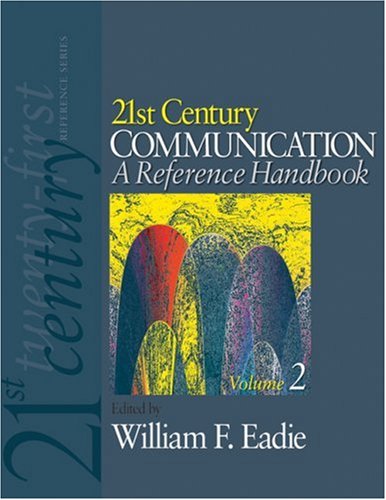 21st Century
COMMUNICATION
A Reference Handbook
Volume 2
Edited by
William F. Eadie
21st
twenty-first
century
REFERENCE SERIES